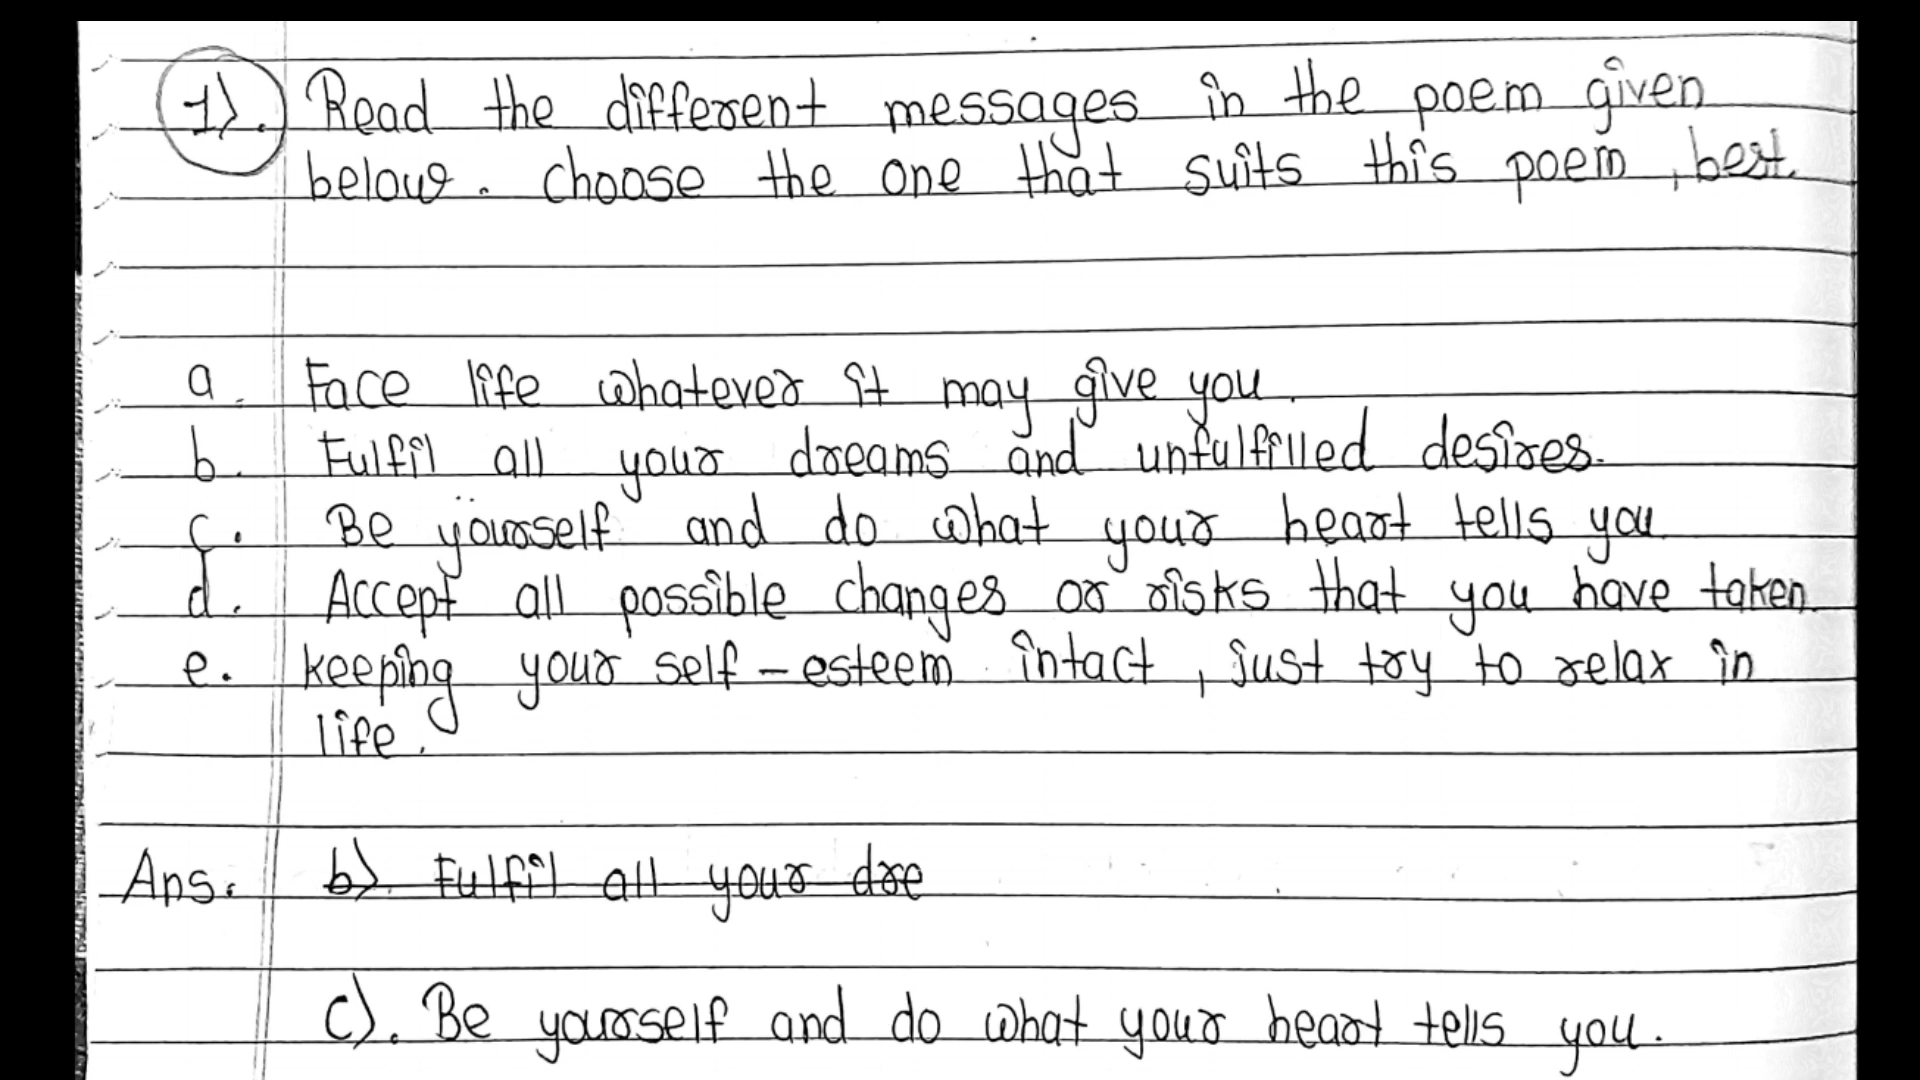 1). Read the different messages in the poem given
below. choose the one that suits this poem, best.
a. Face life whatever it may give you.
b. Fulfil all your dreams and unfulfilled desires.
c. Be yourself and do what your heart tells you
d. Accept all possible changes or risks that you have taken.
e. keeping your self-esteem intact, just try to relax in
life.
Ans. b). Fulfil all your dre
c). Be yourself and do what your heart tells you.